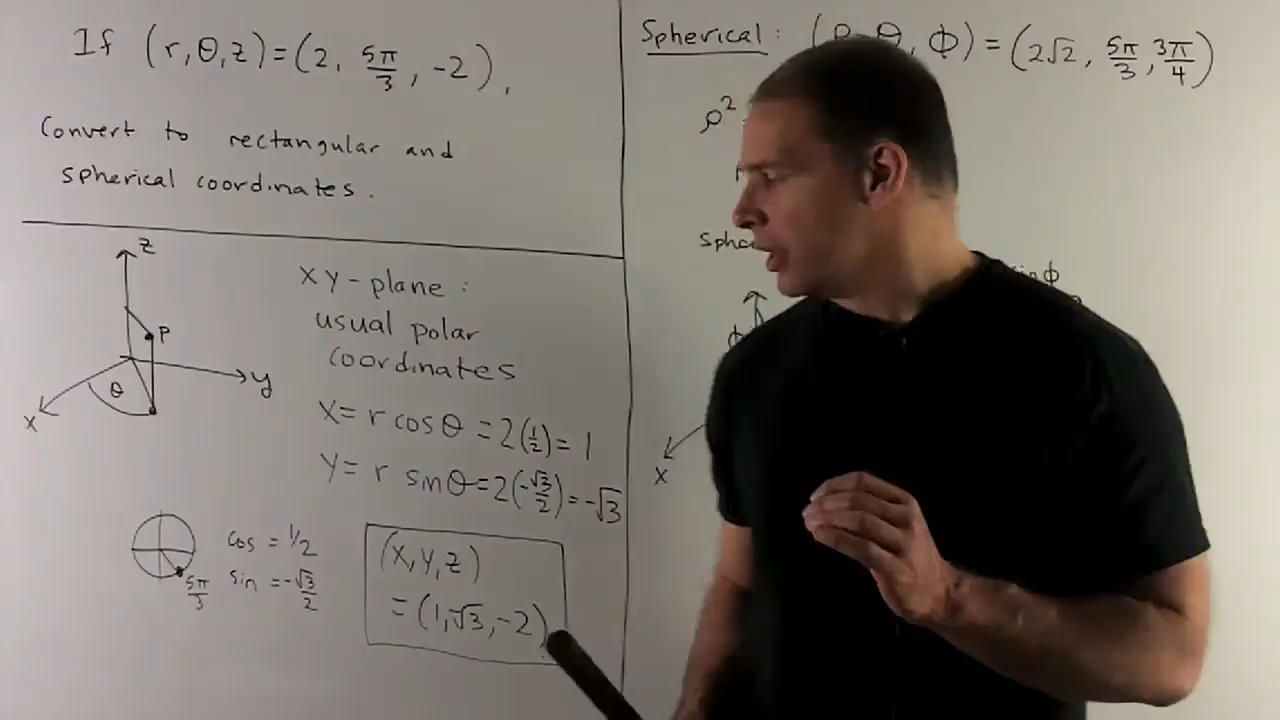 If (r, θ, z) = (2, 5π/3, -2),
Convert to rectangular and
spherical coordinates.
z
P
θ
y
x
xy-plane:
usual polar
coordinates
x = r cos θ = 2(1/2) = 1
y = r sin θ = 2(-√3/2) = -√3
cos = 1/2
sin = -√3/2
5π/3
(x, y, z)
= (1, √3, -2)
Spherical: (ρ, θ, φ) = (2√2, 5π/3, 3π/4)
ρ²
sinφ
x